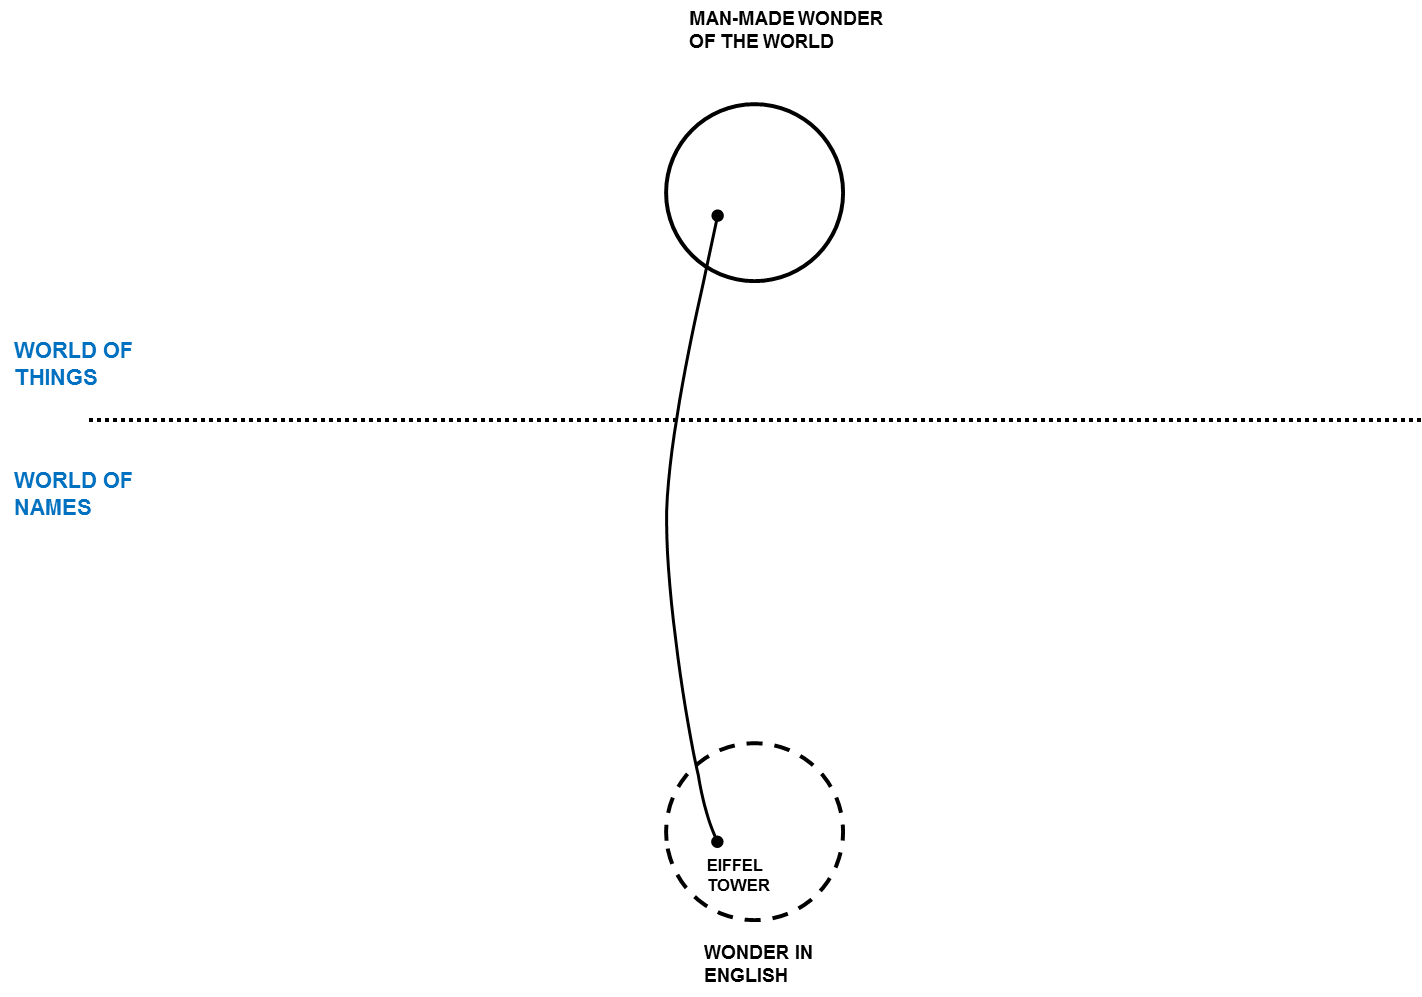 MAN-MADE WONDER
OF THE WORLD
WORLD OF
THINGS
WORLD OF
NAMES
EIFFEL
TOWER
WONDER IN
ENGLISH